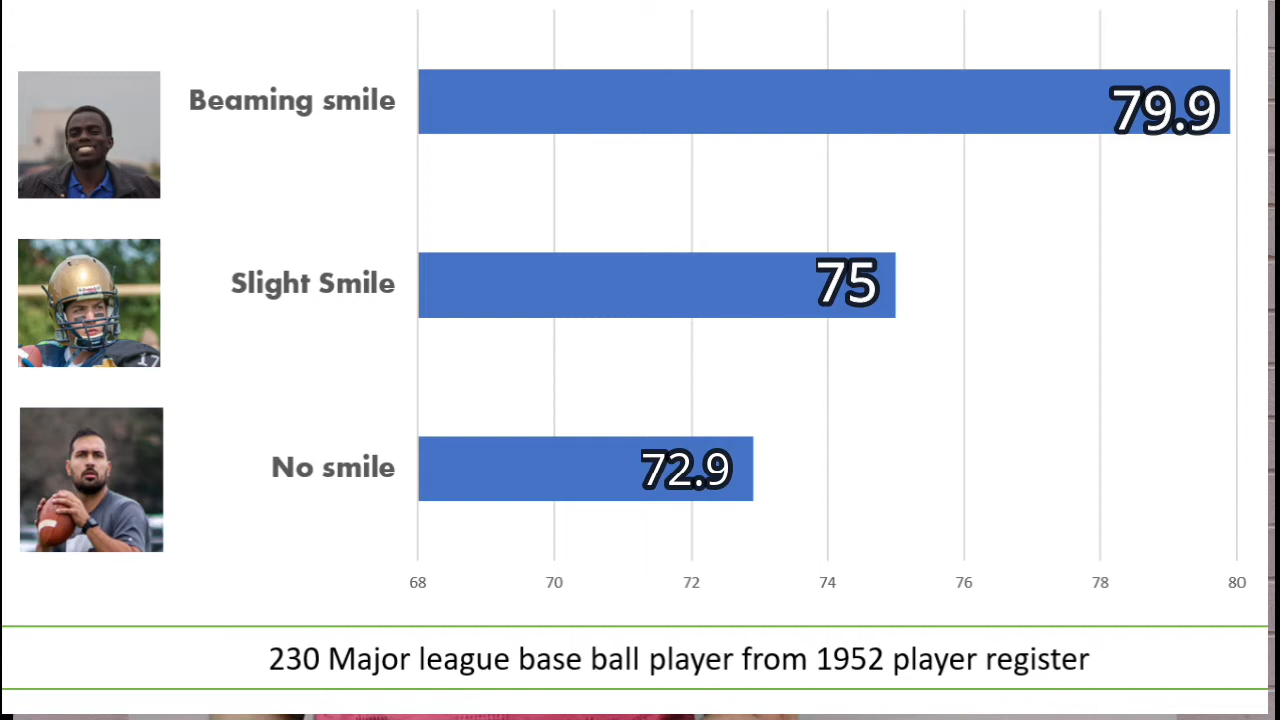 Beaming smile
79.9
Slight Smile
75
No smile
72.9
68 70 72 74 76 78 80
230 Major league base ball player from 1952 player register